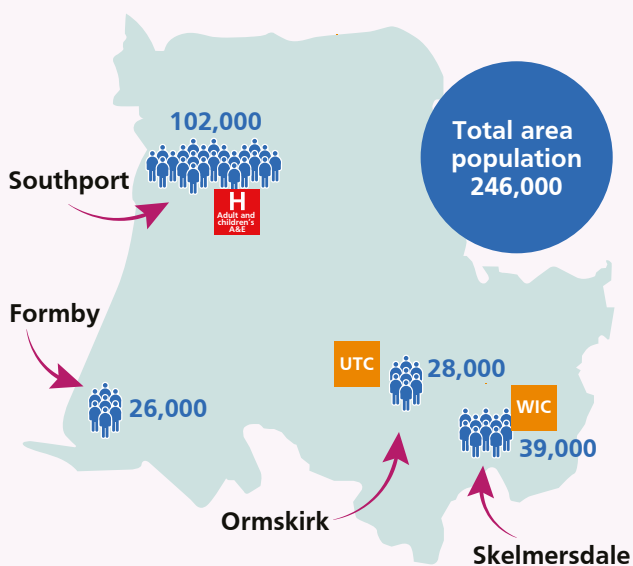 102,000
Total area
population
246,000
Southport
H
Adult and
children's
A&E
Formby
UTC
28,000
26,000
WIC
39,000
Ormskirk
Skelmersdale